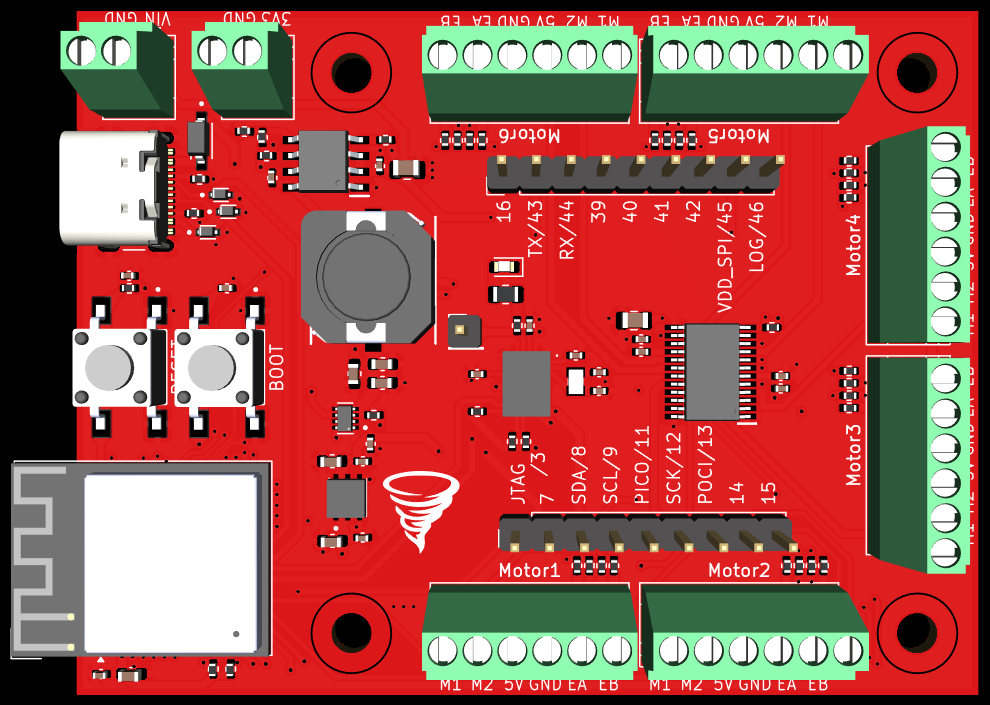 VIN GND
3V3 GND
M1 M2 5V GND EA EB
M1 M2 5V GND EA EB
Motor6
Motor5
16
TX/43
RX/44
39
40
41
42
VDD_SPI/45
LOG/46
Motor4
M1 M2 5V GND EA EB
RESET
BOOT
JTAG
7 /3
SDA/8
SCL/9
PICO/11
SCK/12
POCI/13
14
15
Motor3
M1 M2 5V GND EA EB
Motor1
Motor2
M1 M2 5V GND EA EB
M1 M2 5V GND EA EB